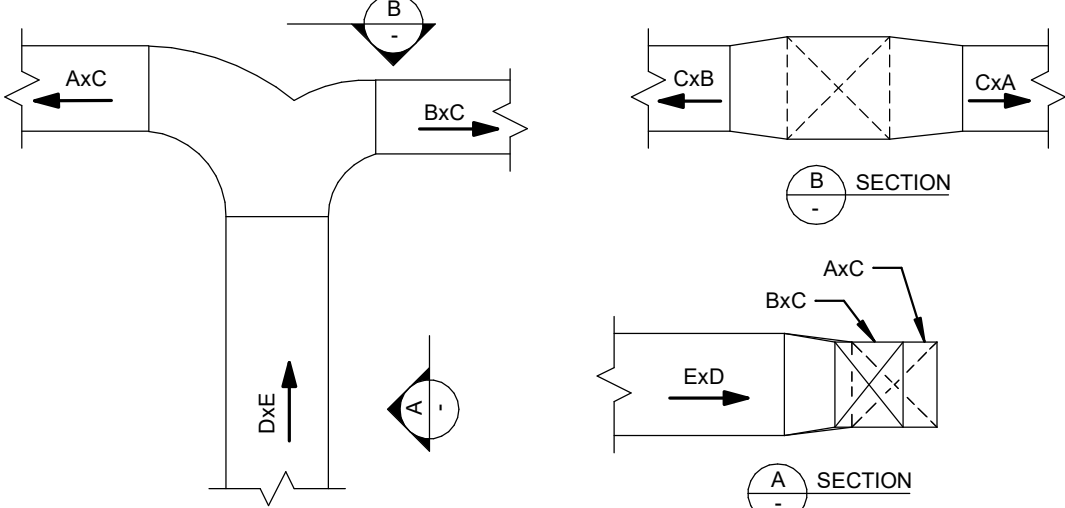 B
-
AxC
BxC
DxE
A
-
CxB
CxA
B
-
SECTION
AxC
BxC
ExD
A
-
SECTION